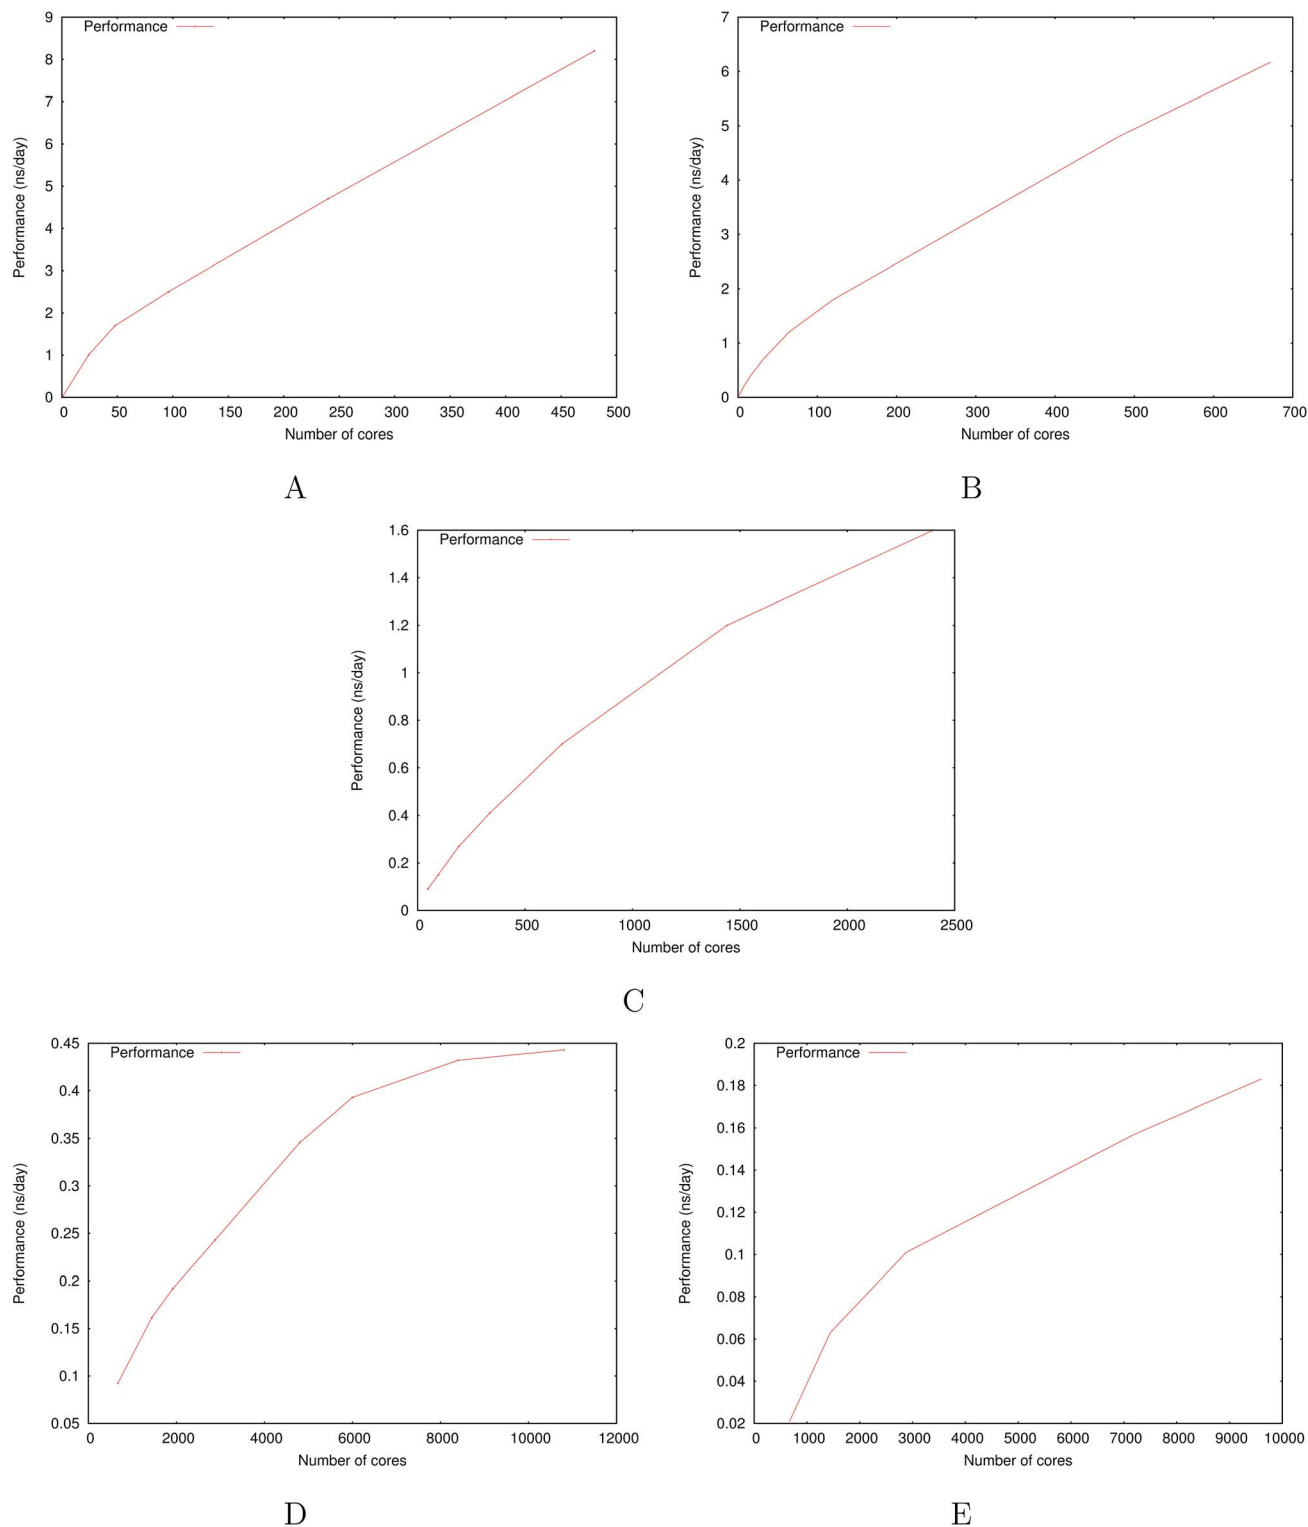 Performance
9
8
7
6
5
4
3
2
1
0
Performance (ns/day)
0 50 100 150 200 250 300 350 400 450 500
Number of cores
A
Performance
7
6
5
4
3
2
1
0
Performance (ns/day)
0 100 200 300 400 500 600 700
Number of cores
B
Performance
1.6
1.4
1.2
1
0.8
0.6
0.4
0.2
0
Performance (ns/day)
0 500 1000 1500 2000 2500
Number of cores
C
Performance
0.45
0.4
0.35
0.3
0.25
0.2
0.15
0.1
0.05
Performance (ns/day)
0 2000 4000 6000 8000 10000 12000
Number of cores
D
Performance
0.2
0.18
0.16
0.14
0.12
0.1
0.08
0.06
0.04
0.02
Performance (ns/day)
0 1000 2000 3000 4000 5000 6000 7000 8000 9000 10000
Number of cores
E